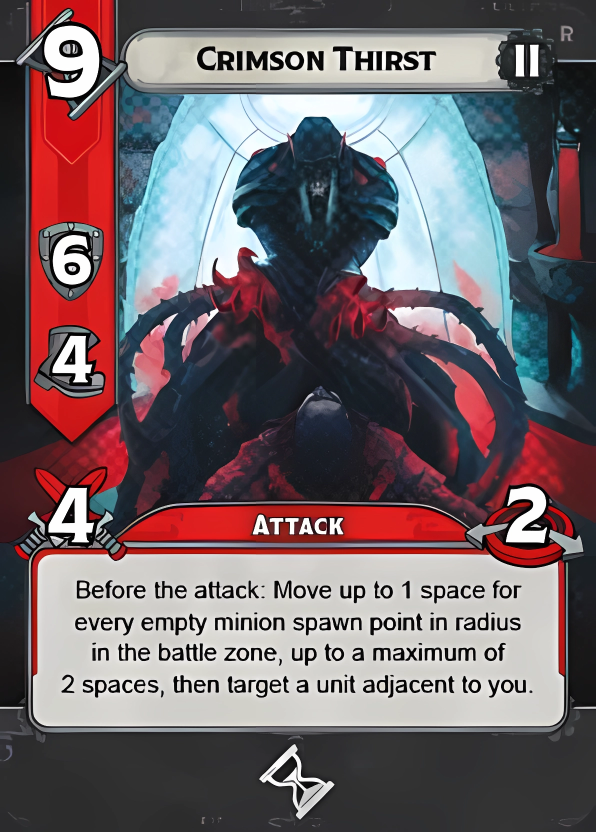 9
CRIMSON THIRST
II
R
6
4
4
ATTACK
2
Before the attack: Move up to 1 space for
every empty minion spawn point in radius
in the battle zone, up to a maximum of
2 spaces, then target a unit adjacent to you.